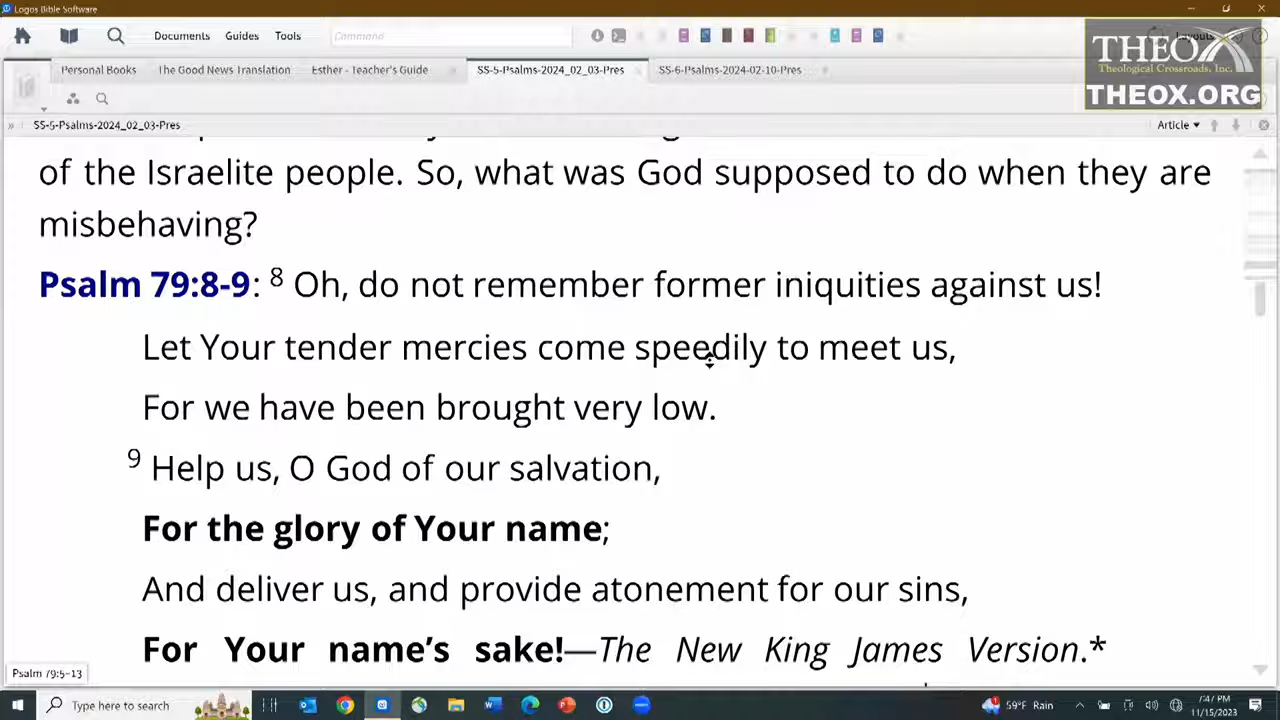 Logos Bible Software
Documents Guides Tools Command Layouts
THEOX
Theological Crossroads, Inc.
THEOX.ORG
Personal Books The Good News Translation Esther - Teacher's SS-5-Psalms-2024_02_03-Pres SS-6-Psalms-2024-02-10-Pres
» SS-5-Psalms-2024_02_03-Pres Article
of the Israelite people. So, what was God supposed to do when they are
misbehaving?
Psalm 79:8-9: 8 Oh, do not remember former iniquities against us!
Let Your tender mercies come speedily to meet us,
For we have been brought very low.
9 Help us, O God of our salvation,
For the glory of Your name;
And deliver us, and provide atonement for our sins,
For Your name's sake!—The New King James Version.*
Psalm 79:5-13
Type here to search 59°F Rain
7:47 PM
11/15/2023